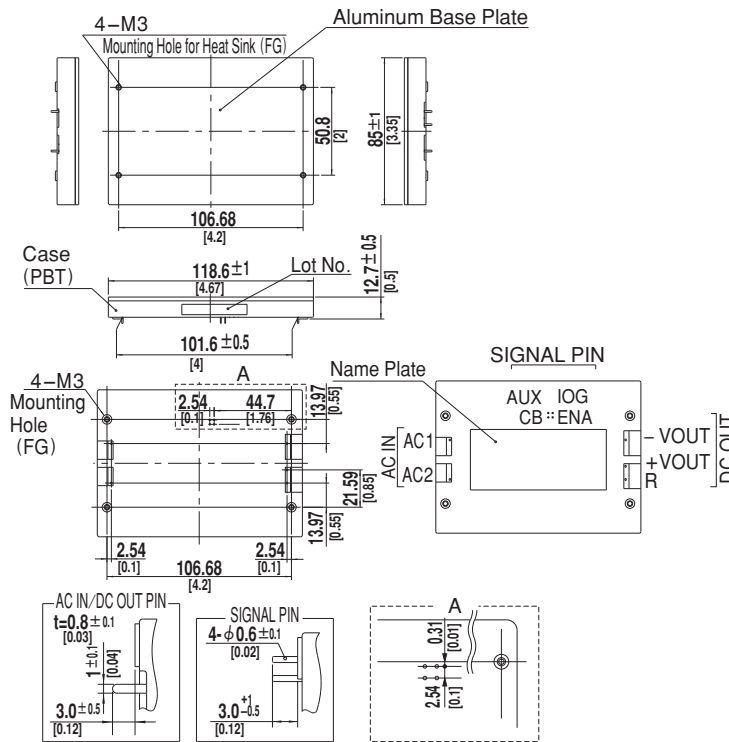 4-M3
Mounting Hole for Heat Sink (FG)
Aluminum Base Plate
50.8
[2]
85±1
[3.35]
106.68
[4.2]
Case
(PBT)
118.6±1
[4.67]
Lot No.
12.7±0.5
[0.5]
101.6±0.5
[4]
4-M3
Mounting
Hole
(FG)
A
2.54
[0.1]
44.7
[1.76]
13.97
[0.55]
21.59
[0.85]
13.97
[0.55]
2.54
[0.1]
2.54
[0.1]
106.68
[4.2]
SIGNAL PIN
Name Plate
AUX IOG
CB ENA
AC IN
AC1
AC2
-VOUT
+VOUT
R
DC OUT
AC IN/DC OUT PIN
t=0.8±0.1
[0.03]
1±0.1
[0.04]
3.0±0.5
[0.12]
SIGNAL PIN
4-φ0.6±0.1
[0.02]
3.0 +1 -0.5
[0.12]
A
0.31
[0.01]
2.54
[0.1]